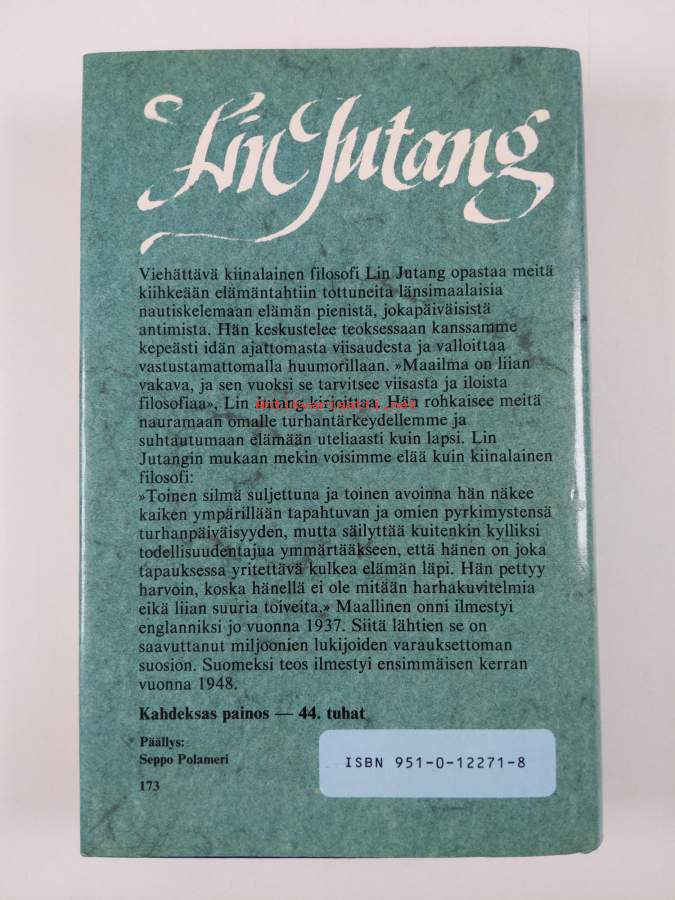 Lin Jutang
Viehättävä kiinalainen filosofi Lin Jutang opastaa meitä
kiihkeään elämäntahtiin tottuneita länsimaalaisia
nautiskelemaan elämän pienistä, jokapäiväisistä
antimista. Hän keskustelee teoksessaan kanssamme
kepeästi idän ajattomasta viisaudesta ja valloittaa
vastustamattomalla huumorillaan. »Maailma on liian
vakava, ja sen vuoksi se tarvitsee viisasta ja iloista
filosofiaa», Lin Jutang kirjoittaa. Hän rohkaisee meitä
nauramaan omalle turhantärkeydellemme ja
suhtautumaan elämään uteliaasti kuin lapsi. Lin
Jutangin mukaan mekin voisimme elää kuin kiinalainen
filosofi:
»Toinen silmä suljettuna ja toinen avoinna hän näkee
kaiken ympärillään tapahtuvan ja omien pyrkimystensä
turhanpäiväisyyden, mutta säilyttää kuitenkin kylliksi
todellisuudentajua ymmärtääkseen, että hänen on joka
tapauksessa yritettävä kulkea elämän läpi. Hän pettyy
harvoin, koska hänellä ei ole mitään harhakuvitelmia
eikä liian suuria toiveita.» Maallinen onni ilmestyi
englanniksi jo vuonna 1937. Siitä lähtien se on
saavuttanut miljoonien lukijoiden varauksettoman
suosion. Suomeksi teos ilmestyi ensimmäisen kerran
vuonna 1948.
Kahdeksas painos — 44. tuhat
Päällys:
Seppo Polameri
173
ISBN 951-0-12271-8